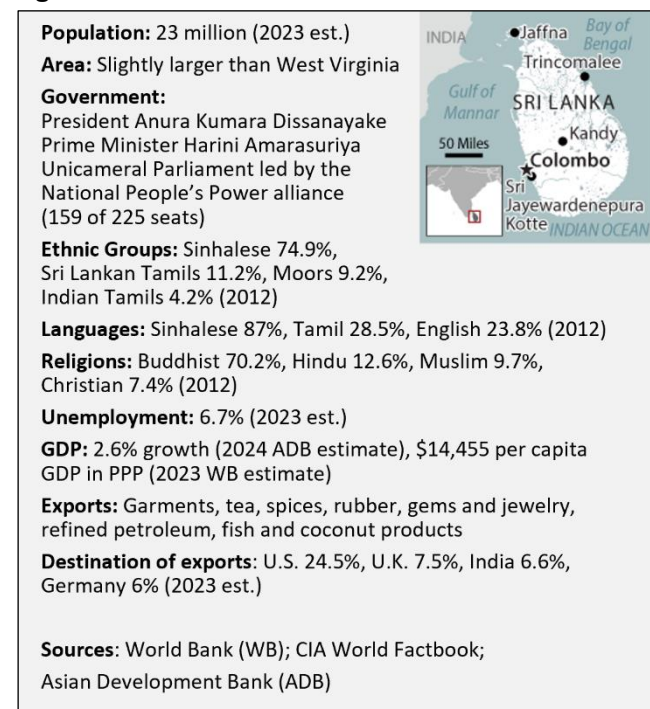 Population: 23 million (2023 est.)
Area: Slightly larger than West Virginia
Government:
President Anura Kumara Dissanayake
Prime Minister Harini Amarasuriya
Unicameral Parliament led by the
National People’s Power alliance
(159 of 225 seats)
Ethnic Groups: Sinhalese 74.9%,
Sri Lankan Tamils 11.2%, Moors 9.2%,
Indian Tamils 4.2% (2012)
Languages: Sinhalese 87%, Tamil 28.5%, English 23.8% (2012)
Religions: Buddhist 70.2%, Hindu 12.6%, Muslim 9.7%,
Christian 7.4% (2012)
Unemployment: 6.7% (2023 est.)
GDP: 2.6% growth (2024 ADB estimate), $14,455 per capita
GDP in PPP (2023 WB estimate)
Exports: Garments, tea, spices, rubber, gems and jewelry,
refined petroleum, fish and coconut products
Destination of exports: U.S. 24.5%, U.K. 7.5%, India 6.6%,
Germany 6% (2023 est.)
Sources: World Bank (WB); CIA World Factbook;
Asian Development Bank (ADB)
INDIA
Jaffna
Bay of
Bengal
Trincomalee
Gulf of
Mannar
SRI LANKA
50 Miles
Kandy
Colombo
Sri
Jayewardenepura
Kotte
INDIAN OCEAN